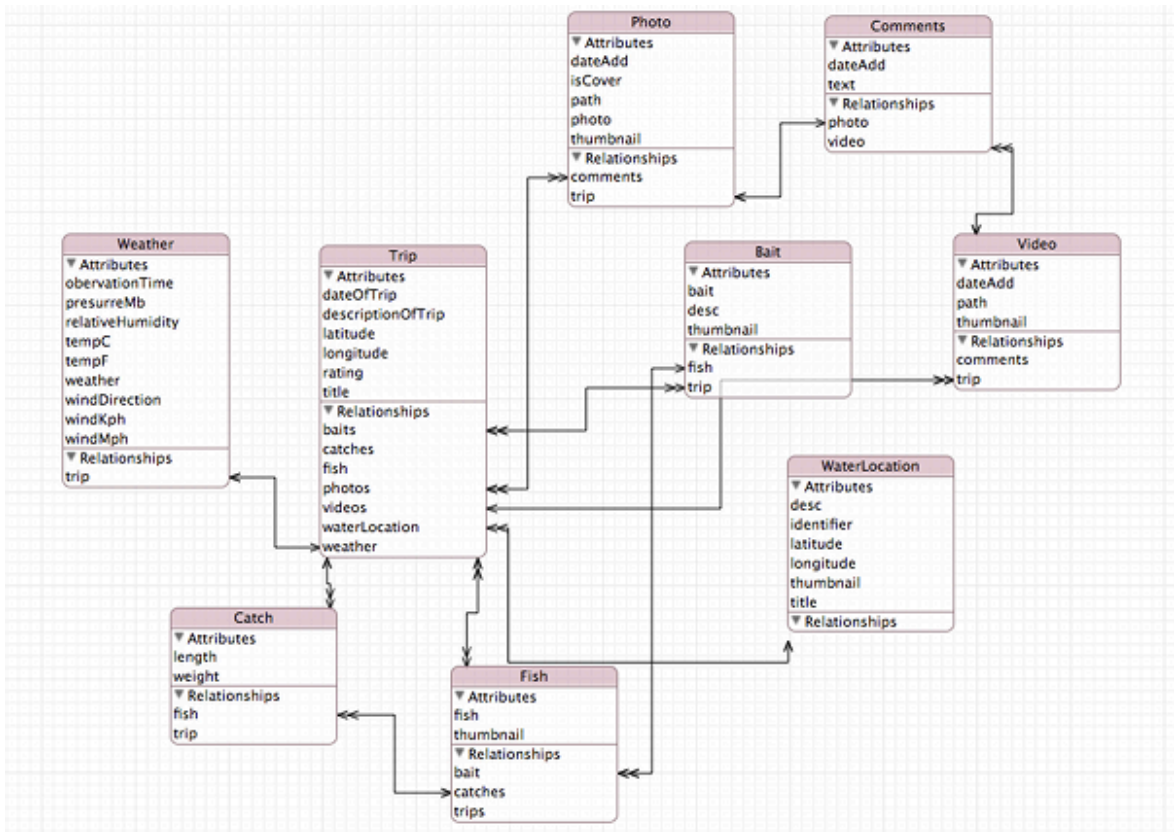 Photo
Attributes
dateAdd
isCover
path
photo
thumbnail
Relationships
comments
trip
Comments
Attributes
dateAdd
text
Relationships
photo
video
Weather
Attributes
obervationTime
presurreMb
relativeHumidity
tempC
tempF
weather
windDirection
windKph
windMph
Relationships
trip
Trip
Attributes
dateOfTrip
descriptionOfTrip
latitude
longitude
rating
title
Relationships
baits
catches
fish
photos
videos
waterLocation
weather
Bait
Attributes
bait
desc
thumbnail
Relationships
fish
trip
Video
Attributes
dateAdd
path
thumbnail
Relationships
comments
trip
WaterLocation
Attributes
desc
identifier
latitude
longitude
thumbnail
title
Relationships
Catch
Attributes
length
weight
Relationships
fish
trip
Fish
Attributes
fish
thumbnail
Relationships
bait
catches
trips